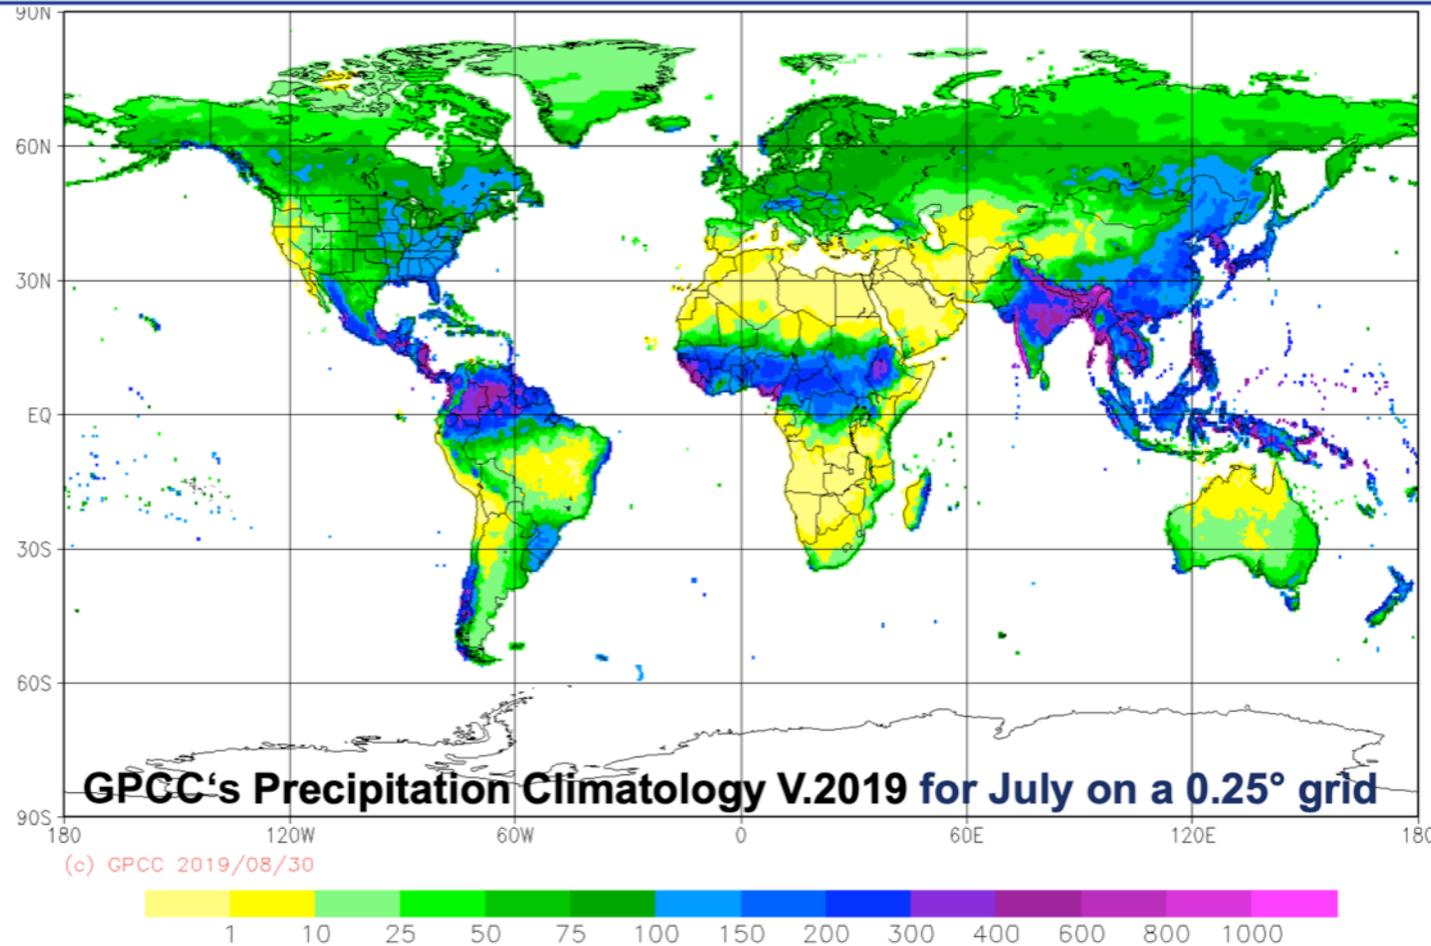 90N
60N
30N
EQ
30S
60S
GPCC‘s Precipitation Climatology V.2019 for July on a 0.25° grid
90S
180 120W 60W 0 60E 120E 180
(c) GPCC 2019/08/30
1 10 25 50 75 100 150 200 300 400 600 800 1000